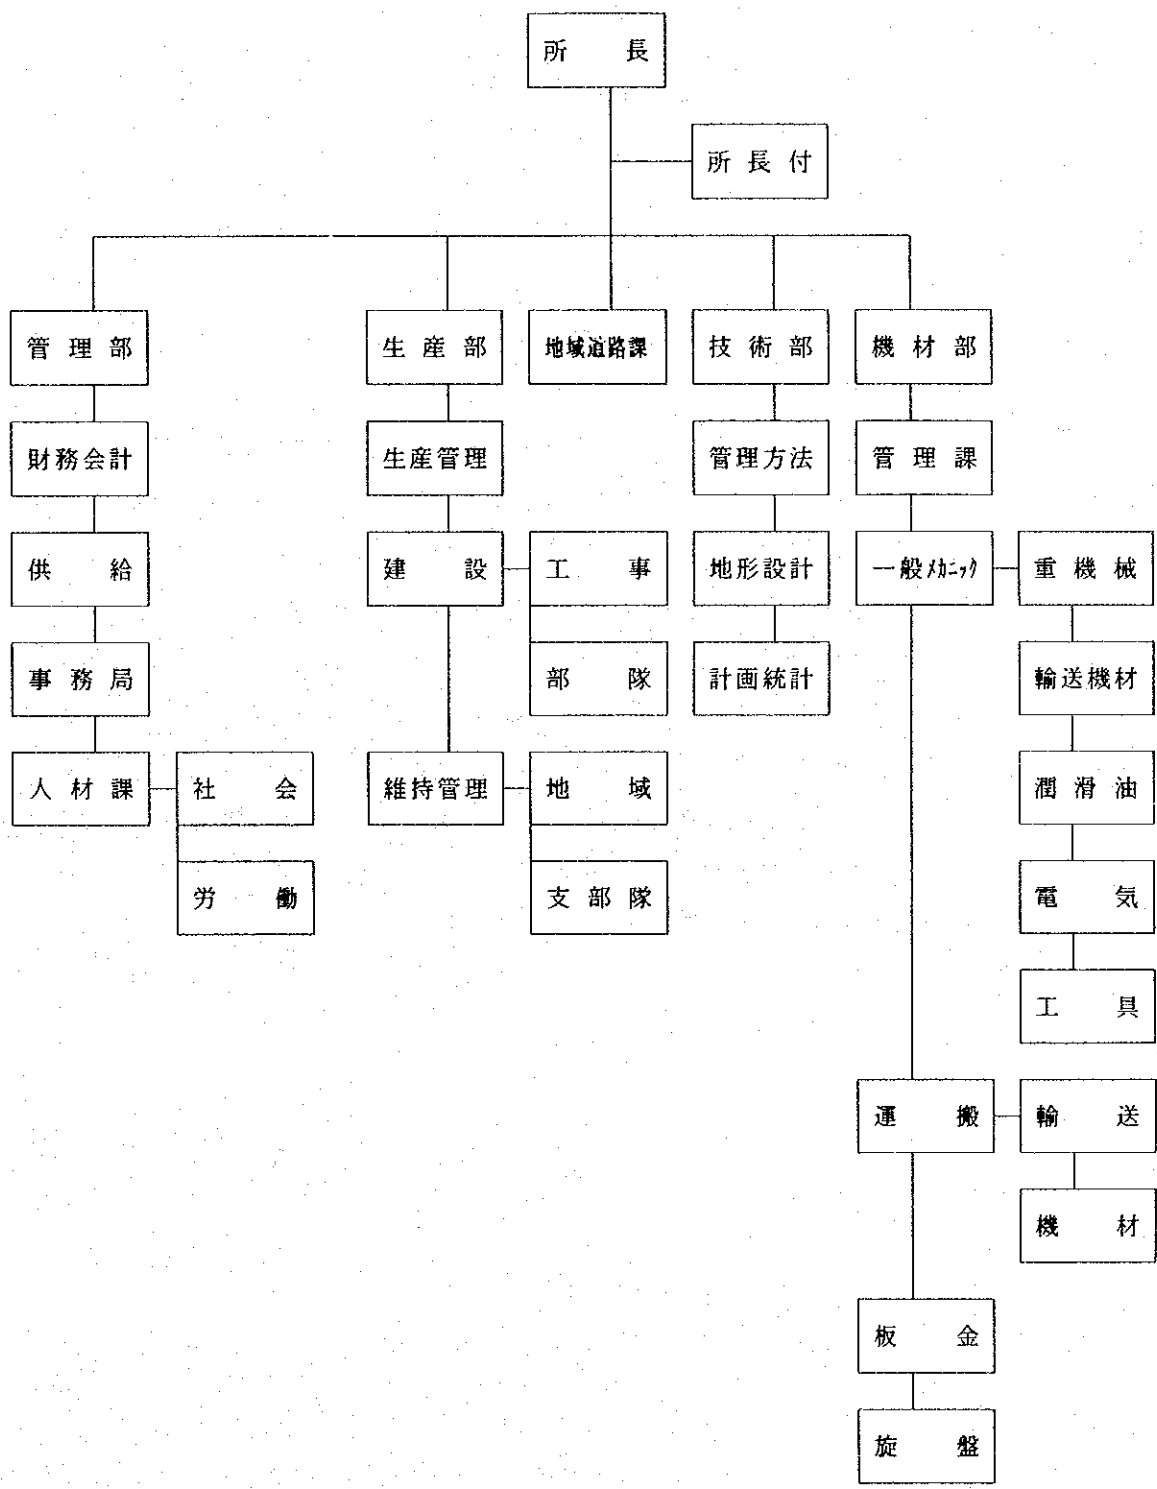 所長
所長付
管理部
生産部
地域道路課
技術部
機材部
財務会計
生産管理
管理方法
管理課
供給
建設
工事
地形設計
一般メカニック
重機械
事務局
部隊
計画統計
輸送機材
人材課
社会
維持管理
地域
潤滑油
労働
支部隊
電気
工具
運搬
輸送
機材
板金
旋盤